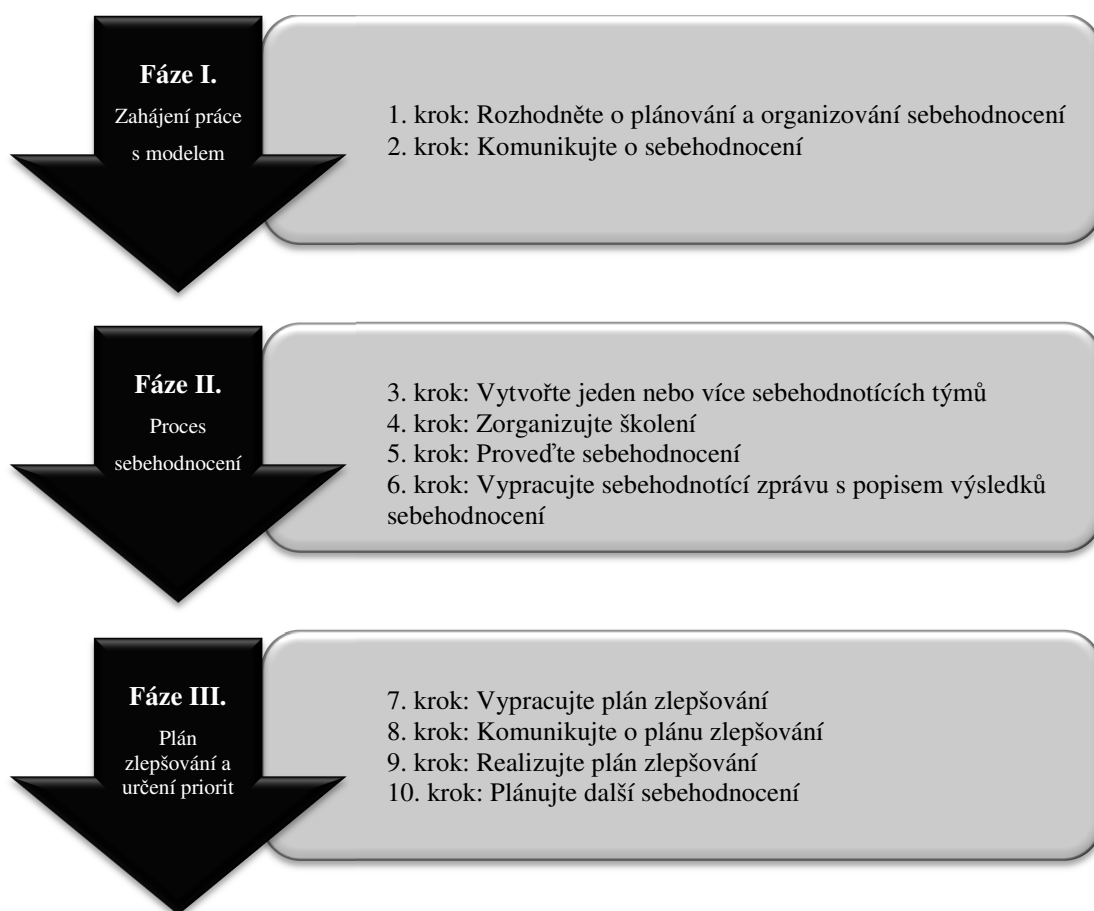 Fáze I.
Zahájení práce
s modelem
1. krok: Rozhodněte o plánování a organizování sebehodnocení
2. krok: Komunikujte o sebehodnocení
Fáze II.
Proces
sebehodnocení
3. krok: Vytvořte jeden nebo více sebehodnotících týmů
4. krok: Zorganizujte školení
5. krok: Proveďte sebehodnocení
6. krok: Vypracujte sebehodnotící zprávu s popisem výsledků
sebehodnocení
Fáze III.
Plán
zlepšování a
určení priorit
7. krok: Vypracujte plán zlepšování
8. krok: Komunikujte o plánu zlepšování
9. krok: Realizujte plán zlepšování
10. krok: Plánujte další sebehodnocení